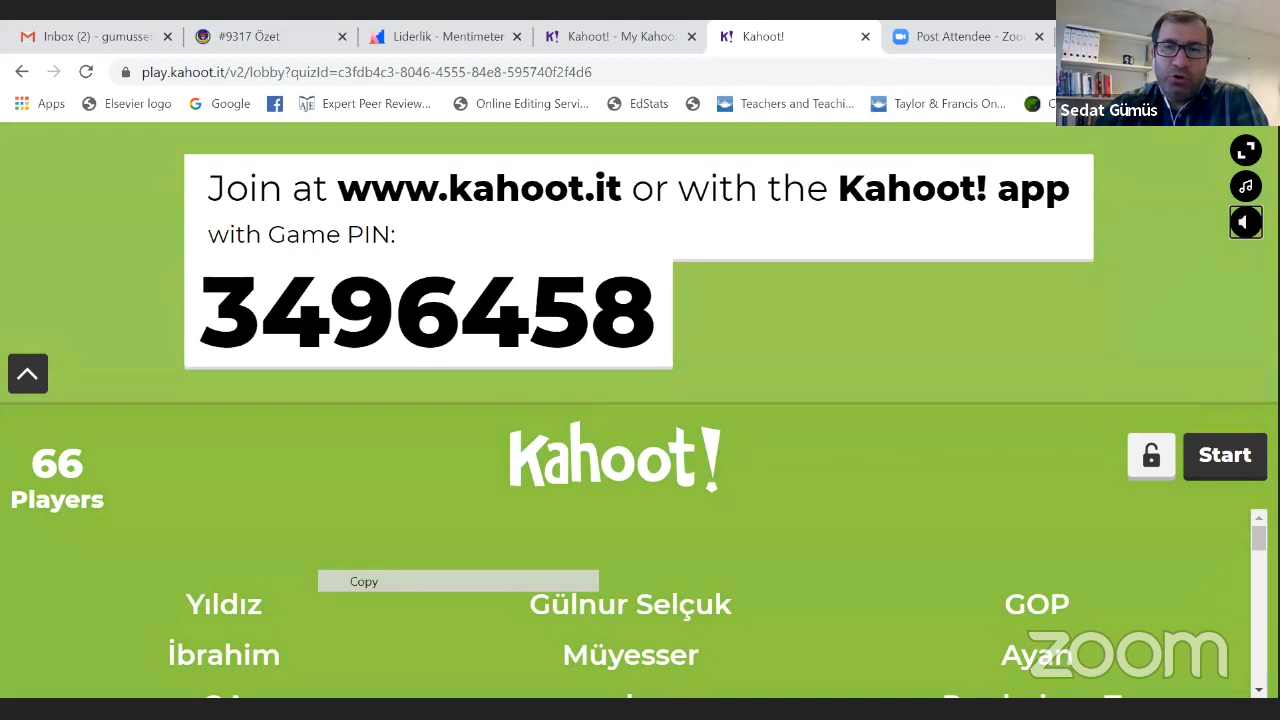 Inbox (2) - gumussed
#9317 Özet
Liderlik - Mentimeter
Kahoot! - My Kahoo
Kahoot!
Post Attendee - Zoo
play.kahoot.it/v2/lobby?quizId=c3fdb4c3-8046-4555-84e8-595740f2f4d6
Apps
Elsevier logo
Google
Expert Peer Review...
Online Editing Servi...
EdStats
Teachers and Teachi...
Taylor & Francis On...
Sedat Gümüs
Join at www.kahoot.it or with the Kahoot! app
with Game PIN:
3496458
66
Players
Kahoot!
Start
Copy
Yıldız
Gülnur Selçuk
GOP
İbrahim
Müyesser
Ayan
zoom